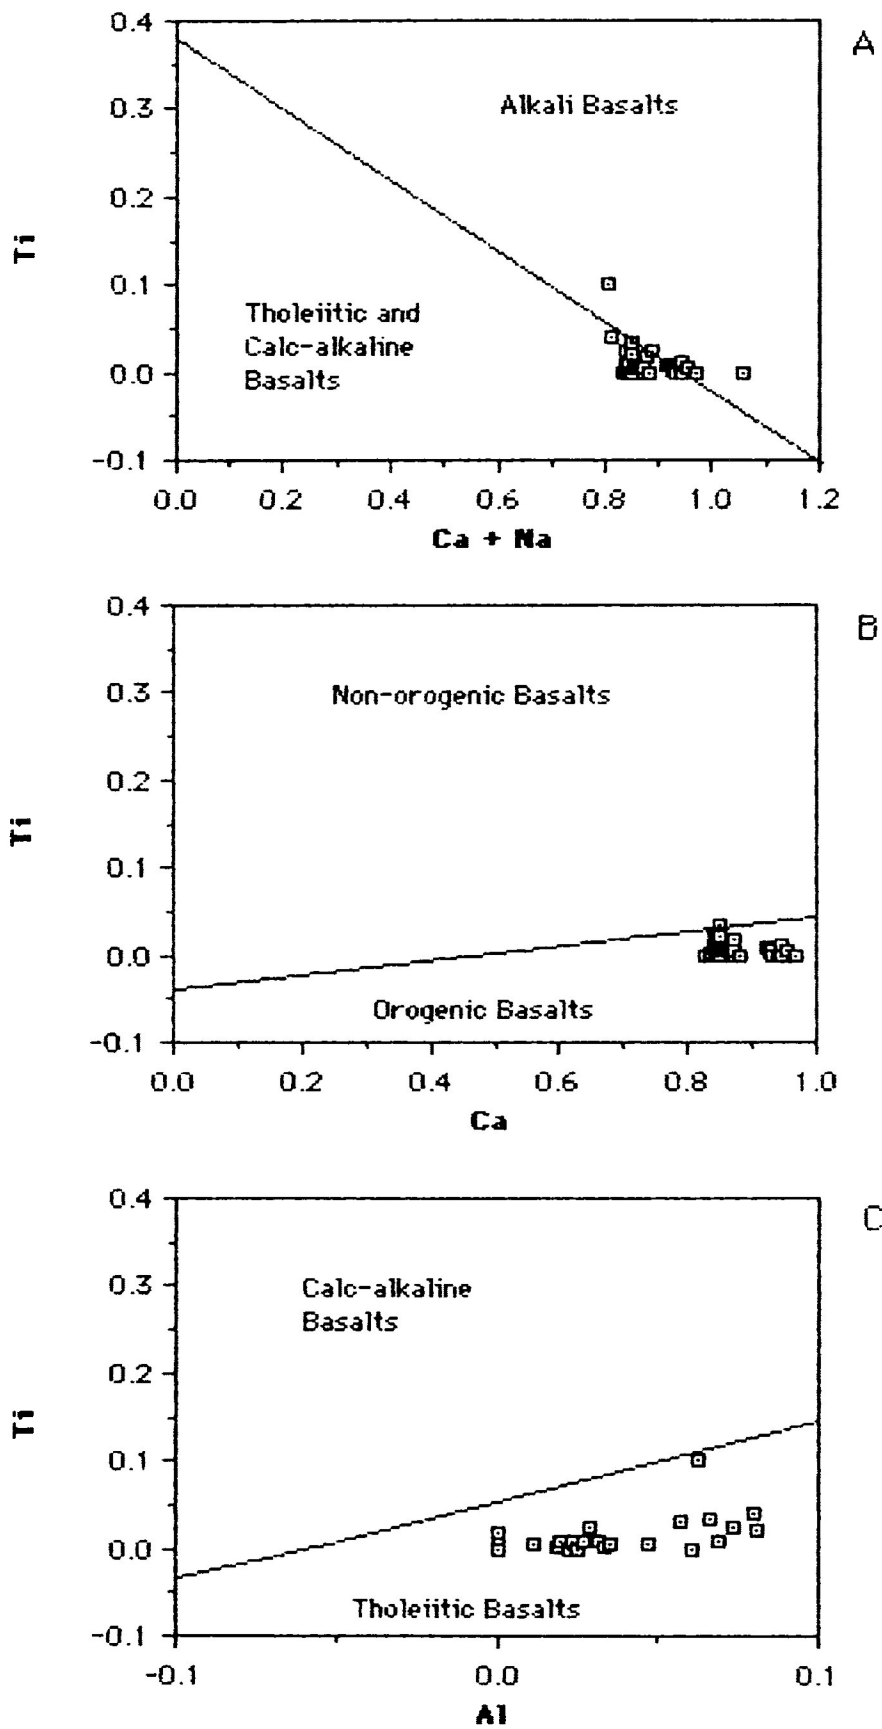 A
0.4
0.3
0.2
0.1
0.0
-0.1
Ti
Alkali Basalts
Tholeiitic and
Calc-alkaline
Basalts
0.0 0.2 0.4 0.6 0.8 1.0 1.2
Ca + Na
B
0.4
0.3
0.2
0.1
0.0
-0.1
Ti
Non-orogenic Basalts
Orogenic Basalts
0.0 0.2 0.4 0.6 0.8 1.0
Ca
C
0.4
0.3
0.2
0.1
0.0
-0.1
Ti
Calc-alkaline
Basalts
Tholeiitic Basalts
-0.1 0.0 0.1
Al